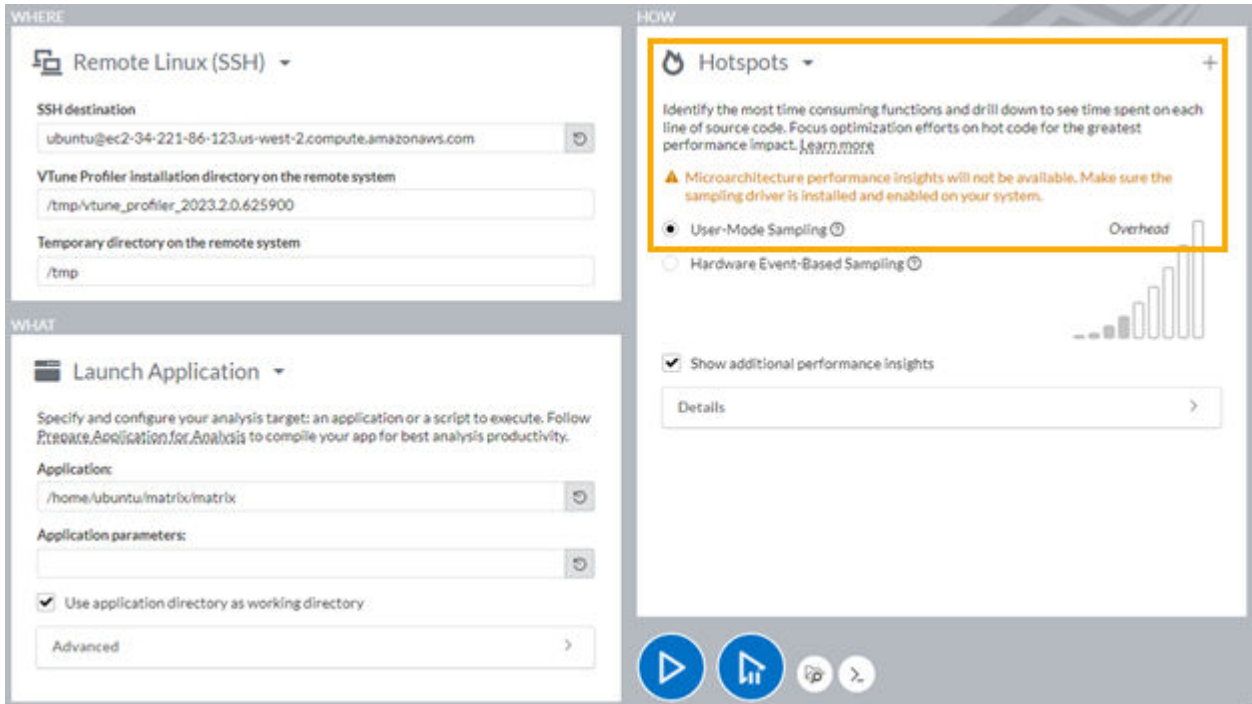 WHERE
Remote Linux (SSH)
SSH destination
ubuntu@ec2-34-221-86-123.us-west-2.compute.amazonaws.com
VTune Profiler installation directory on the remote system
/tmp/vtune_profiler_2023.2.0.625900
Temporary directory on the remote system
/tmp
WHAT
Launch Application
Specify and configure your analysis target: an application or a script to execute. Follow
Prepare Application for Analysis to compile your app for best analysis productivity.
Application:
/home/ubuntu/matrix/matrix
Application parameters:
Use application directory as working directory
Advanced
HOW
Hotspots
Identify the most time consuming functions and drill down to see time spent on each
line of source code. Focus optimization efforts on hot code for the greatest
performance impact. Learn more
Microarchitecture performance insights will not be available. Make sure the
sampling driver is installed and enabled on your system.
User-Mode Sampling
Overhead
Hardware Event-Based Sampling
Show additional performance insights
Details